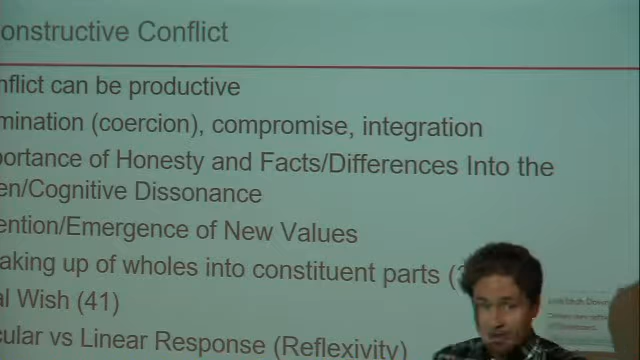 onstructive Conflict
nflict can be productive
mination (coercion), compromise, integration
portance of Honesty and Facts/Differences Into the
en/Cognitive Dissonance
ention/Emergence of New Values
aking up of wholes into constituent parts (
al Wish (41)
cular vs Linear Response (Reflexivity)